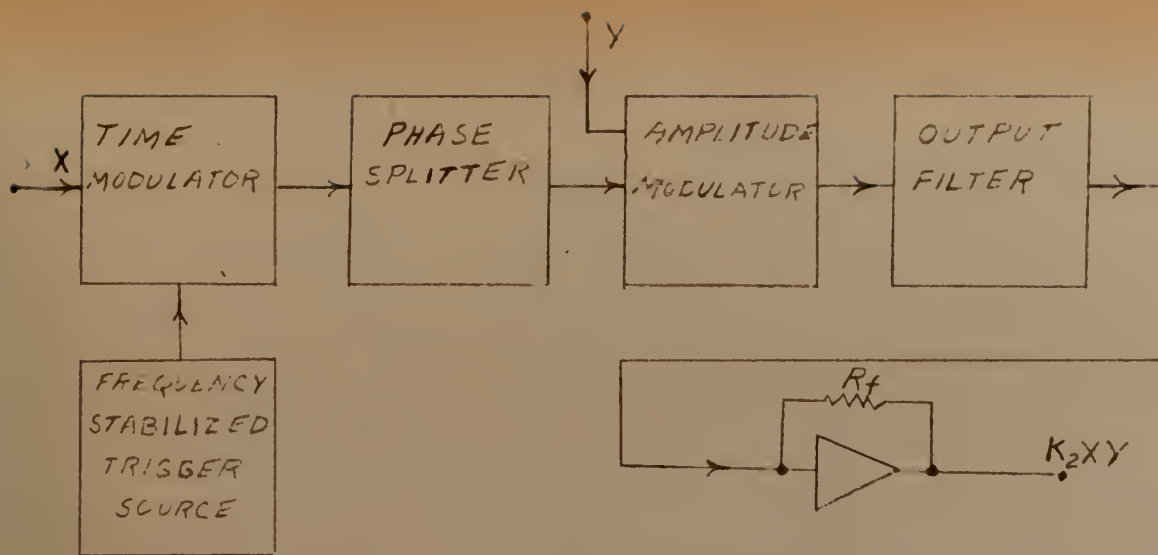 Y
X
TIME
MODULATOR
PHASE
SPLITTER
AMPLITUDE
MODULATOR
OUTPUT
FILTER
FREQUENCY
STABILIZED
TRIGGER
SOURCE
Rf
K₂XY